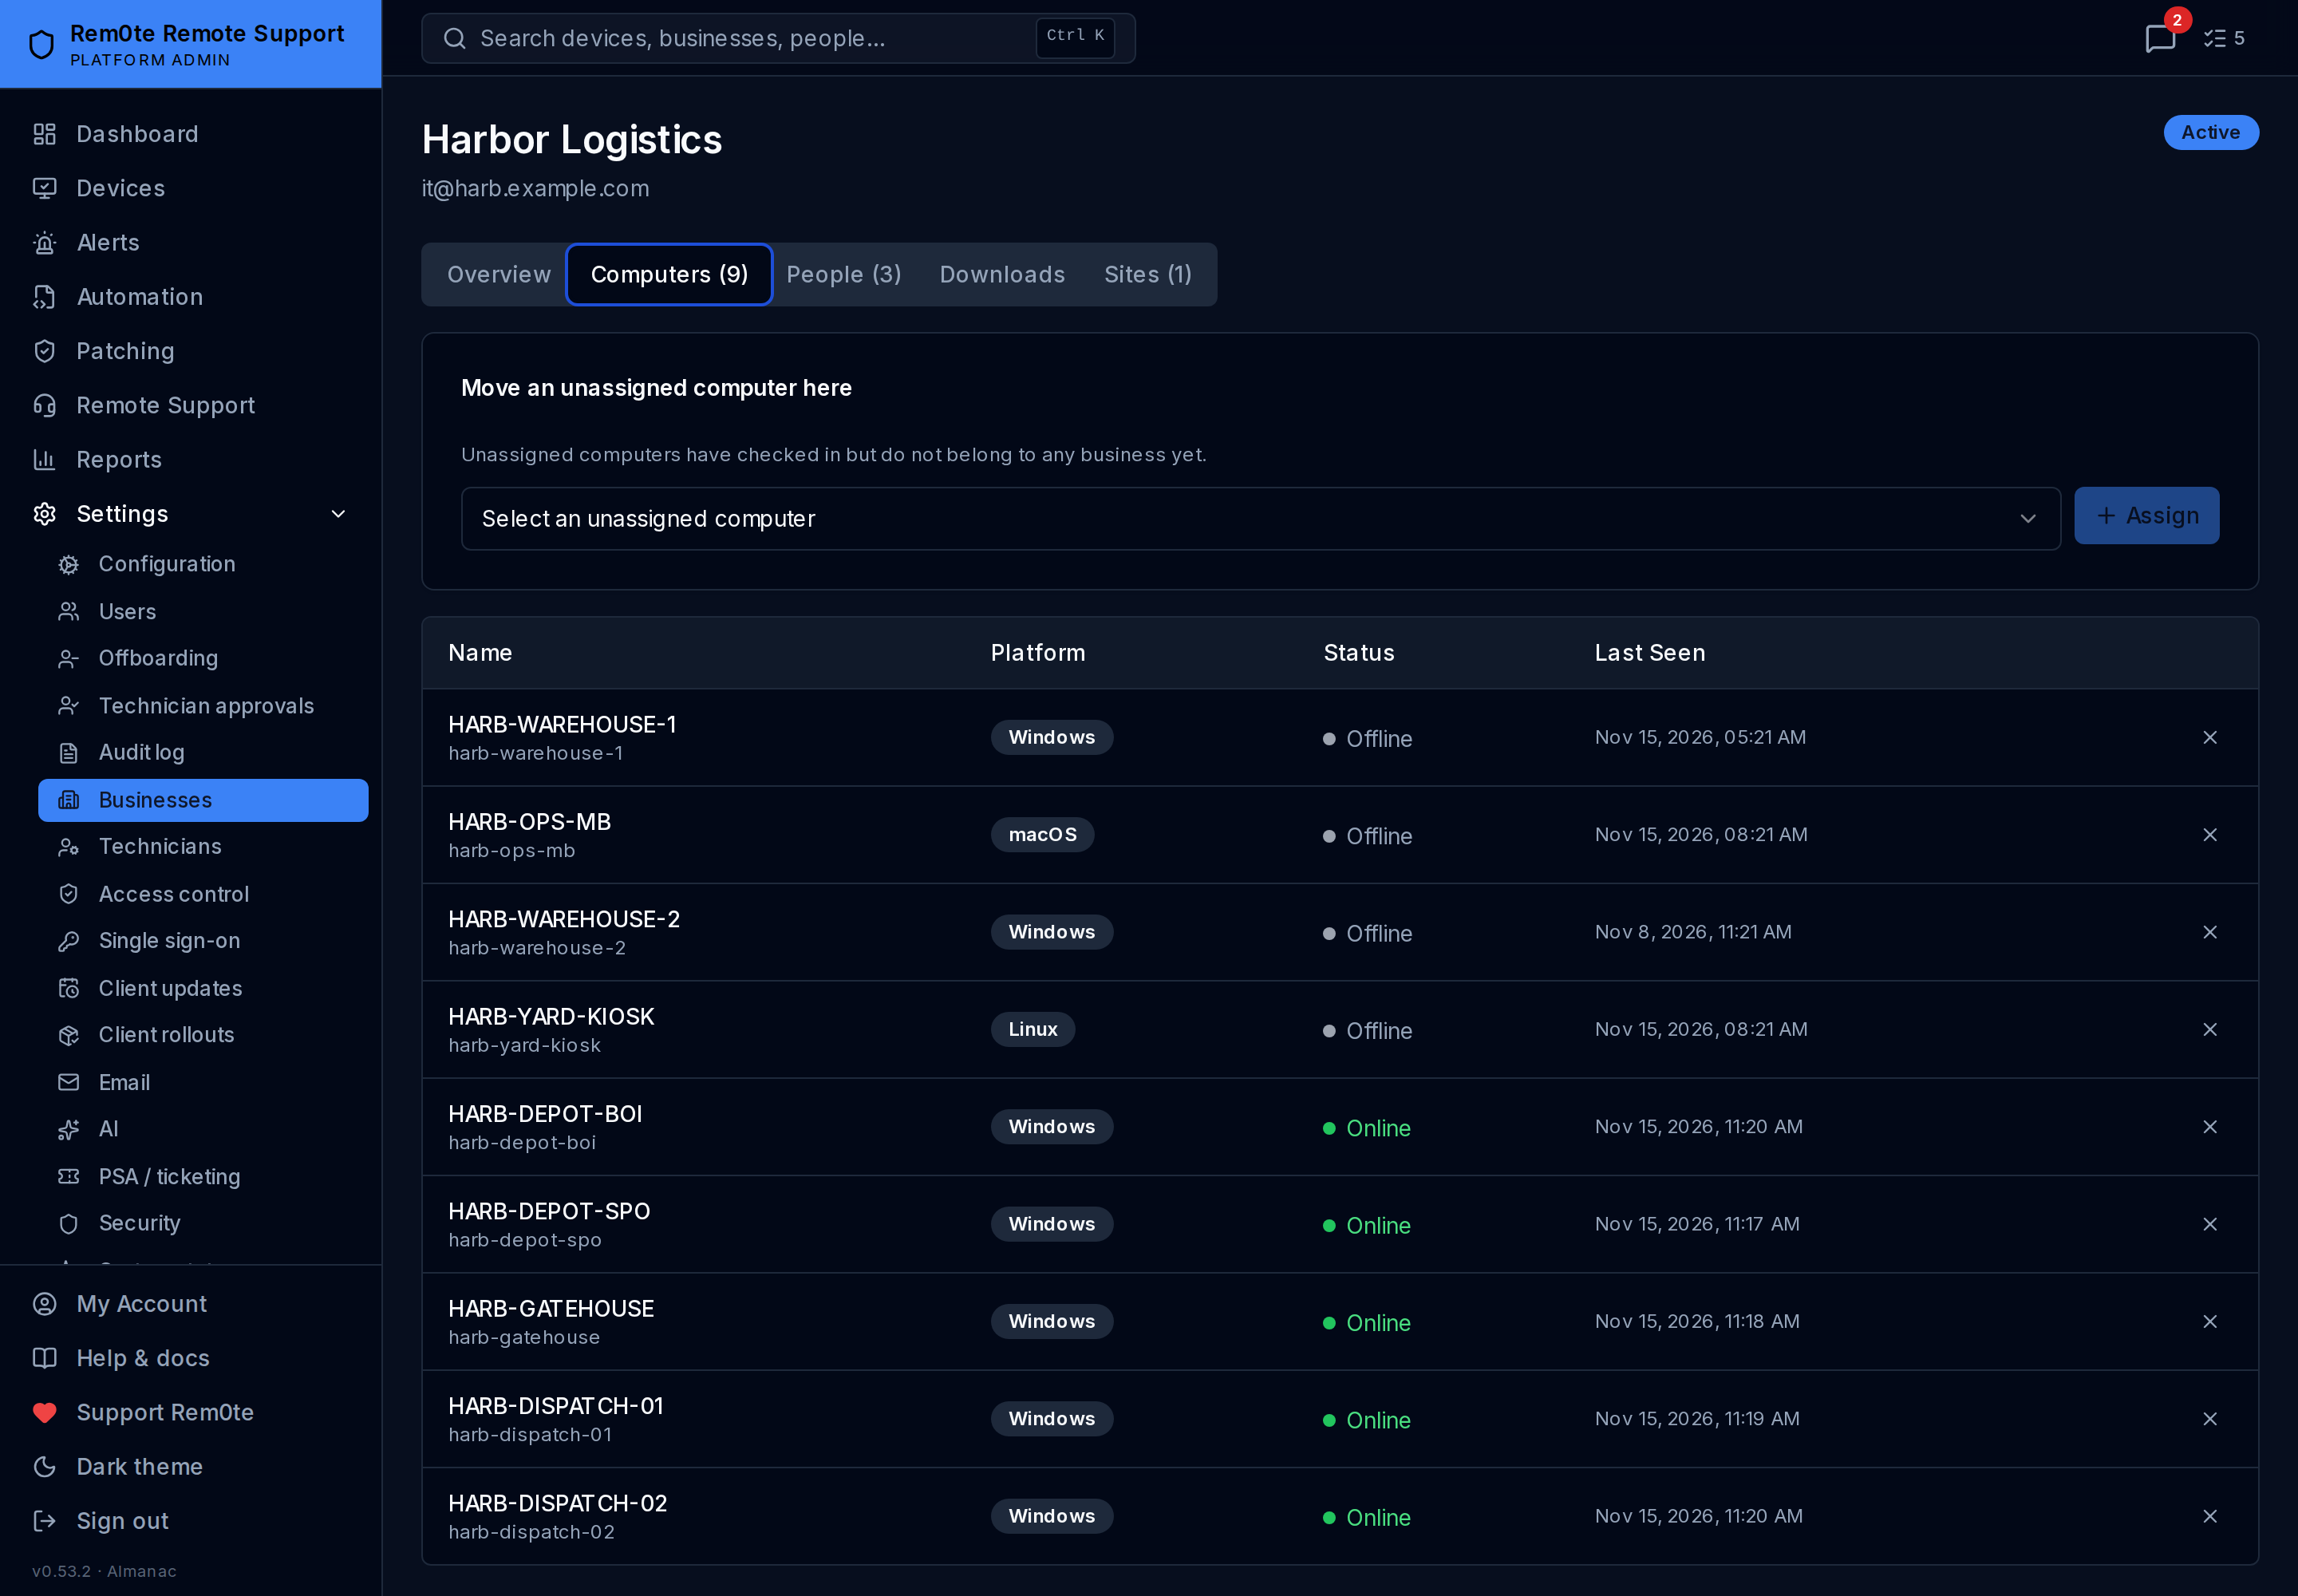 Rem0te Remote Support
PLATFORM ADMIN
Search devices, businesses, people...
Ctrl K
2
5
Dashboard
Devices
Alerts
Automation
Patching
Remote Support
Reports
Settings
Configuration
Users
Offboarding
Technician approvals
Audit log
Businesses
Technicians
Access control
Single sign-on
Client updates
Client rollouts
Email
AI
PSA / ticketing
Security
My Account
Help & docs
Support Rem0te
Dark theme
Sign out
v0.53.2 · Almanac
Harbor Logistics
Active
it@harb.example.com
Overview
Computers (9)
People (3)
Downloads
Sites (1)
Move an unassigned computer here
Unassigned computers have checked in but do not belong to any business yet.
Select an unassigned computer
Assign
Name Platform Status Last Seen
HARB-WAREHOUSE-1
harb-warehouse-1
Windows
Offline
Nov 15, 2026, 05:21 AM
HARB-OPS-MB
harb-ops-mb
macOS
Offline
Nov 15, 2026, 08:21 AM
HARB-WAREHOUSE-2
harb-warehouse-2
Windows
Offline
Nov 8, 2026, 11:21 AM
HARB-YARD-KIOSK
harb-yard-kiosk
Linux
Offline
Nov 15, 2026, 08:21 AM
HARB-DEPOT-BOI
harb-depot-boi
Windows
Online
Nov 15, 2026, 11:20 AM
HARB-DEPOT-SPO
harb-depot-spo
Windows
Online
Nov 15, 2026, 11:17 AM
HARB-GATEHOUSE
harb-gatehouse
Windows
Online
Nov 15, 2026, 11:18 AM
HARB-DISPATCH-01
harb-dispatch-01
Windows
Online
Nov 15, 2026, 11:19 AM
HARB-DISPATCH-02
harb-dispatch-02
Windows
Online
Nov 15, 2026, 11:20 AM